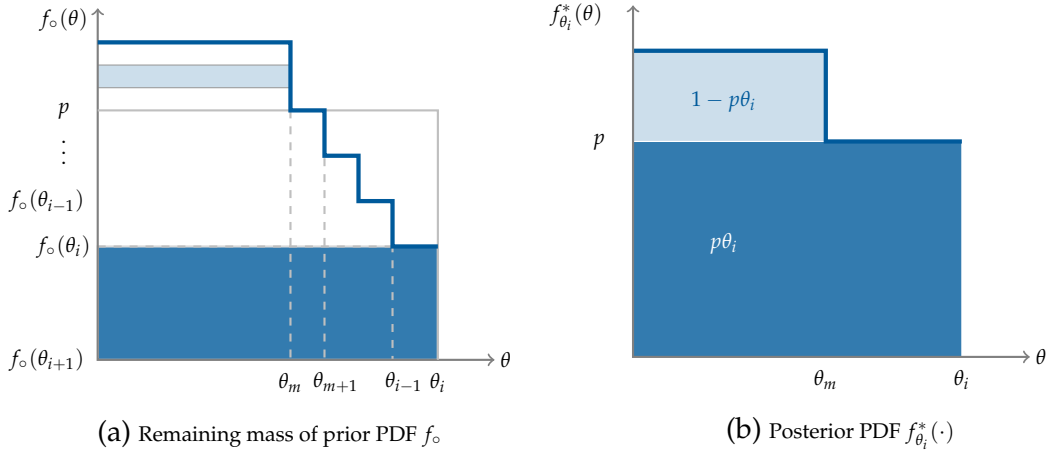 f∘(θ)
p
⋮
f∘(θᵢ₋₁)
f∘(θᵢ)
f∘(θᵢ₊₁)
θₘ θₘ₊₁ θᵢ₋₁ θᵢ
θ
(a) Remaining mass of prior PDF f∘
f*θᵢ(θ)
1 − pθᵢ
p
pθᵢ
θₘ θᵢ
θ
(b) Posterior PDF f*θᵢ(·)